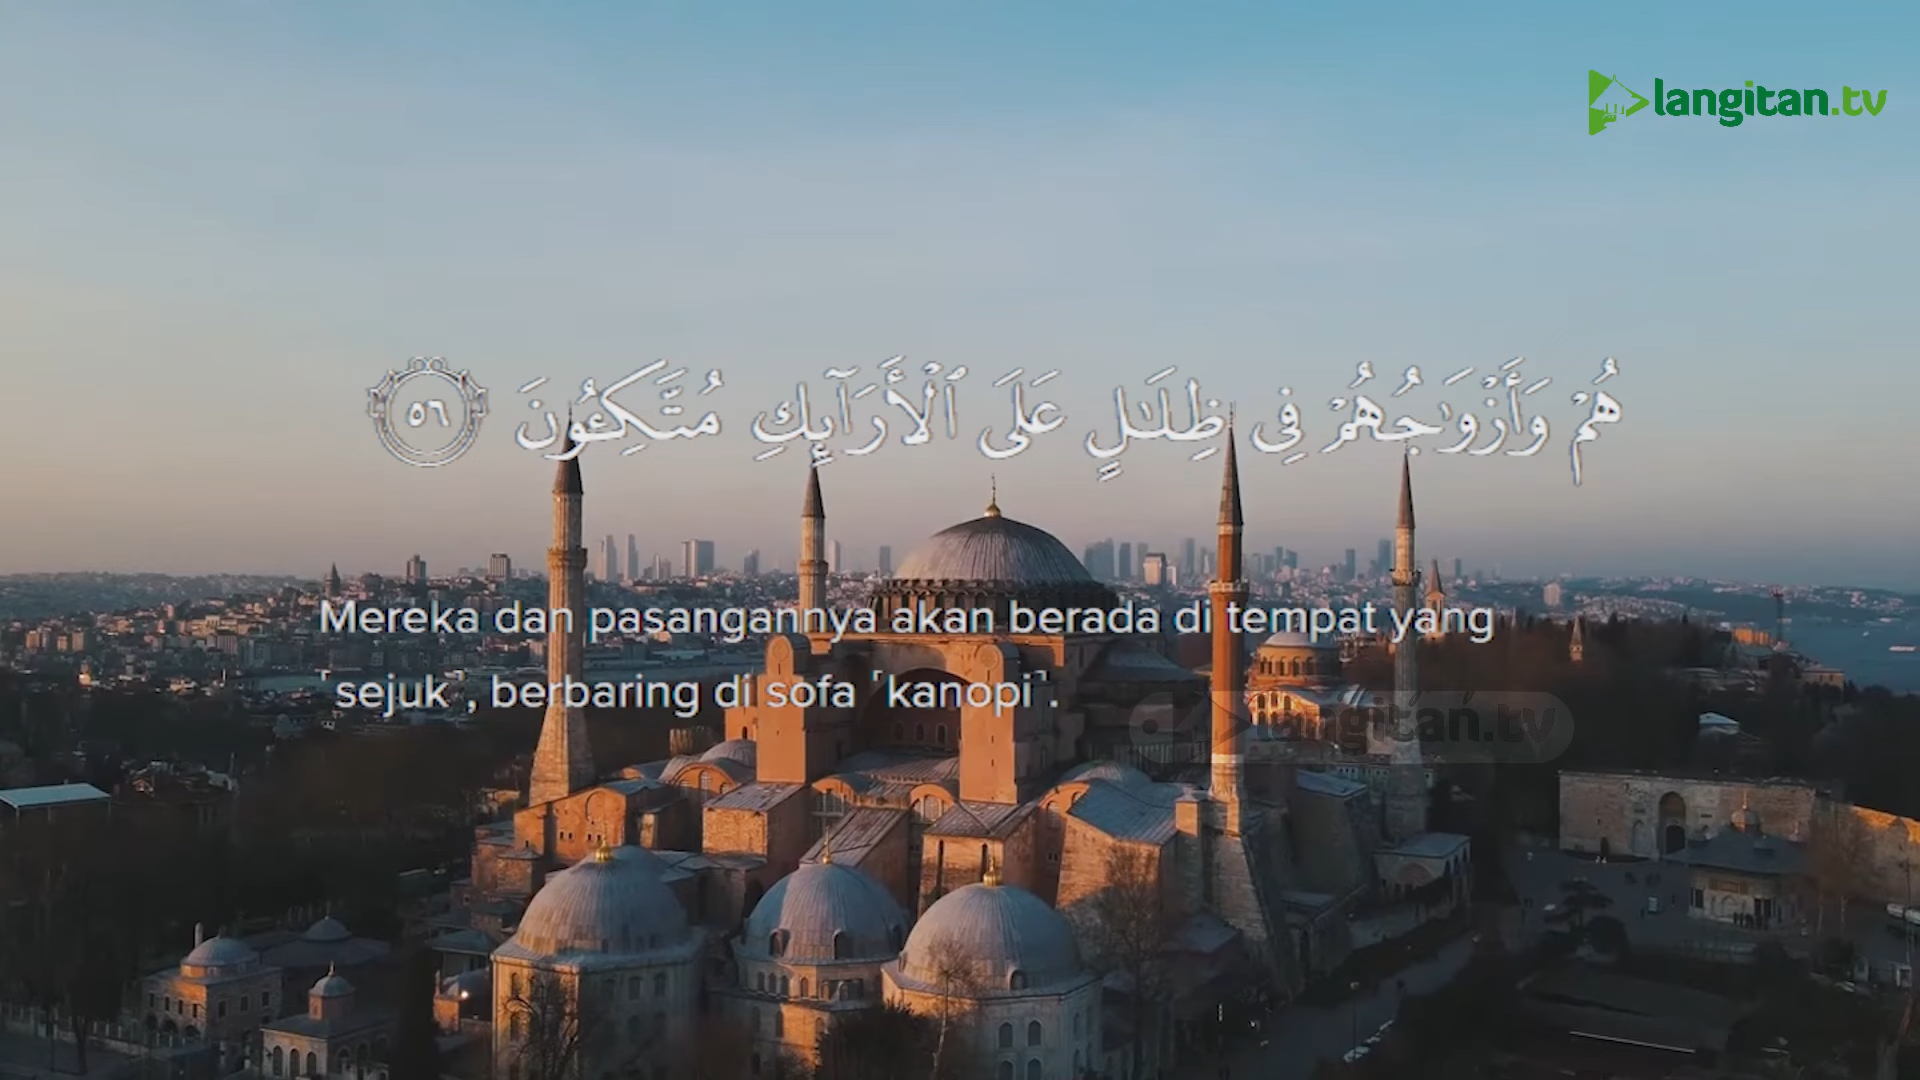 langitan.tv
هُمْ وَأَزْوَٰجُهُمْ فِى ظِلَـٰلٍ عَلَى ٱلْأَرَآئِكِ مُتَّكِـُٔونَ ٥٦
Mereka dan pasangannya akan berada di tempat yang
˹sejuk˺, berbaring di sofa ˹kanopi˺.
langitan.tv